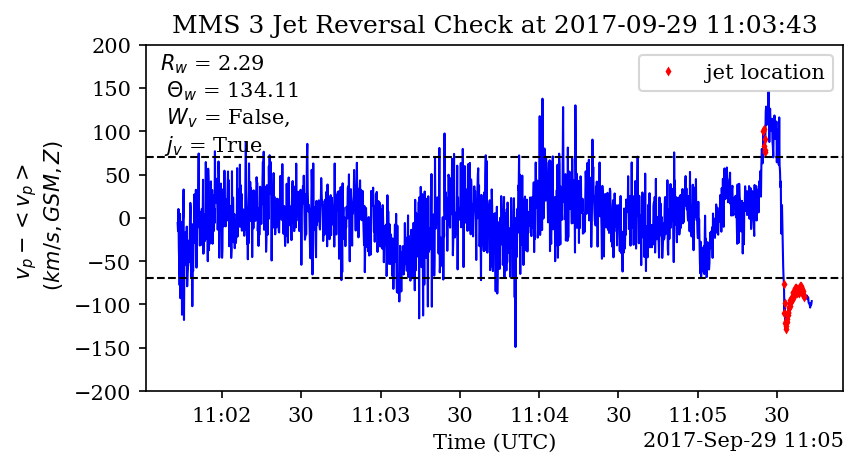 MMS 3 Jet Reversal Check at 2017-09-29 11:03:43
R_w = 2.29
Θ_w = 134.11
W_v = False,
j_v = True
jet location
v_p − < v_p >
(km/s, GSM, Z)
200
150
100
50
0
−50
−100
−150
−200
11:02
30
11:03
30
11:04
30
11:05
30
Time (UTC)
2017-Sep-29 11:05